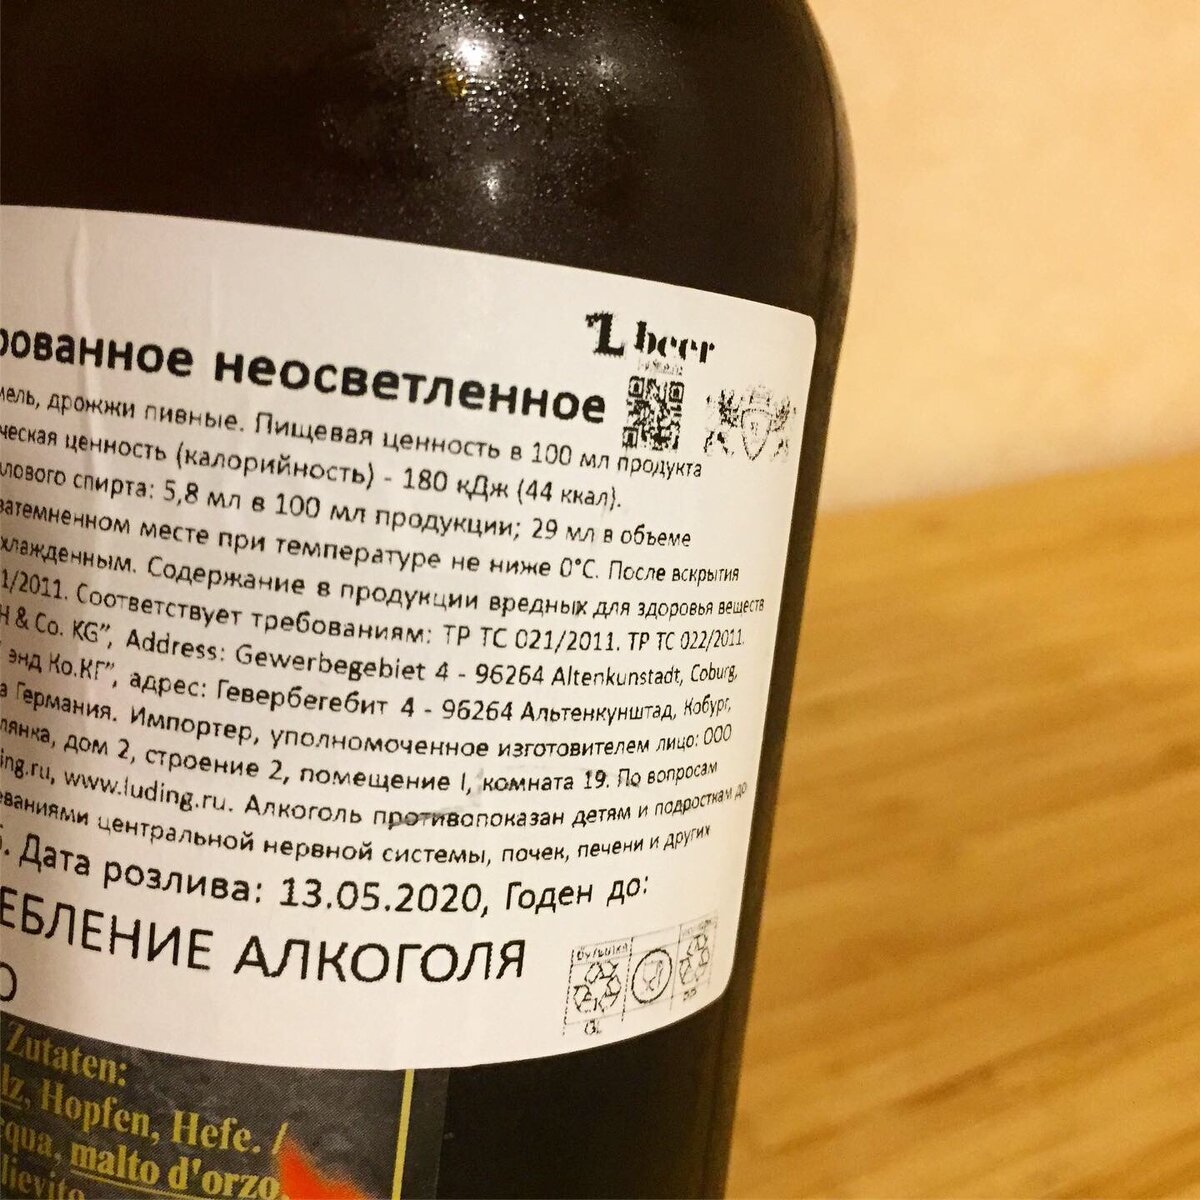 beer
рованное неосветленное
мель, дрожжи пивные. Пищевая ценность в 100 мл продукта
ческая ценность (калорийность) - 180 кДж (44 ккал).
лового спирта: 5,8 мл в 100 мл продукции; 29 мл в объеме
затемненном месте при температуре не ниже 0°С. После вскрытия
хлажденным. Содержание в продукции вредных для здоровья веществ
1/2011. Соответствует требованиям: ТР ТС 021/2011. ТР ТС 022/2011.
H & Co. KG”, Address: Gewerbegebiet 4 - 96264 Altenkunstadt, Coburg,
энд Ко.КГ”, адрес: Гевербегебит 4 - 96264 Альтенкунштад, Кобург,
а Германия. Импортер, уполномоченное изготовителем лицо: ООО
лянка, дом 2, строение 2, помещение I, комната 19. По вопросам
ing.ru, www.luding.ru. Алкоголь противопоказан детям и подросткам до
еваниями центральной нервной системы, почек, печени и других
. Дата розлива: 13.05.2020, Годен до:
ЕБЛЕНИЕ АЛКОГОЛЯ
О
бутылка
GL
Zutaten:
lz, Hopfen, Hefe. /
cqua, malto d'orzo,
lievito